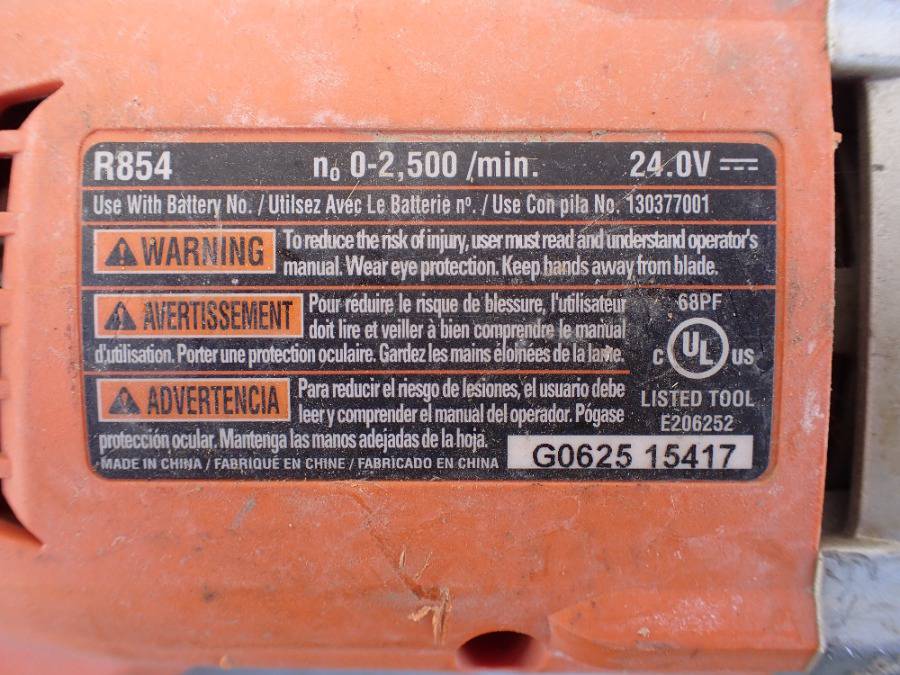 R854 n₀ 0-2,500 /min. 24.0V ⎓
Use With Battery No. / Utilsez Avéc Le Batterie nº. / Use Con pila No. 130377001
⚠ WARNING To reduce the risk of injury, user must read and understand operator's
manual. Wear eye protection. Keep hands away from blade.
⚠ AVERTISSEMENT Pour réduire le risque de blessure, l'utilisateur
doit lire et veiller à bien comprendre le manual
d'utilisation. Porter une protection oculaire. Gardez les mains éloinées de la lame.
⚠ ADVERTENCIA Para reducir el riesgo de lesiones, el usuario debe
leer y comprender el manual del operador. Pógase
protección ocular. Mantenga las manos adejadas de la hoja.
68PF
C UL US
LISTED TOOL
E206252
MADE IN CHINA / FABRIQUÉ EN CHINE / FABRICADO EN CHINA
G0625 15417